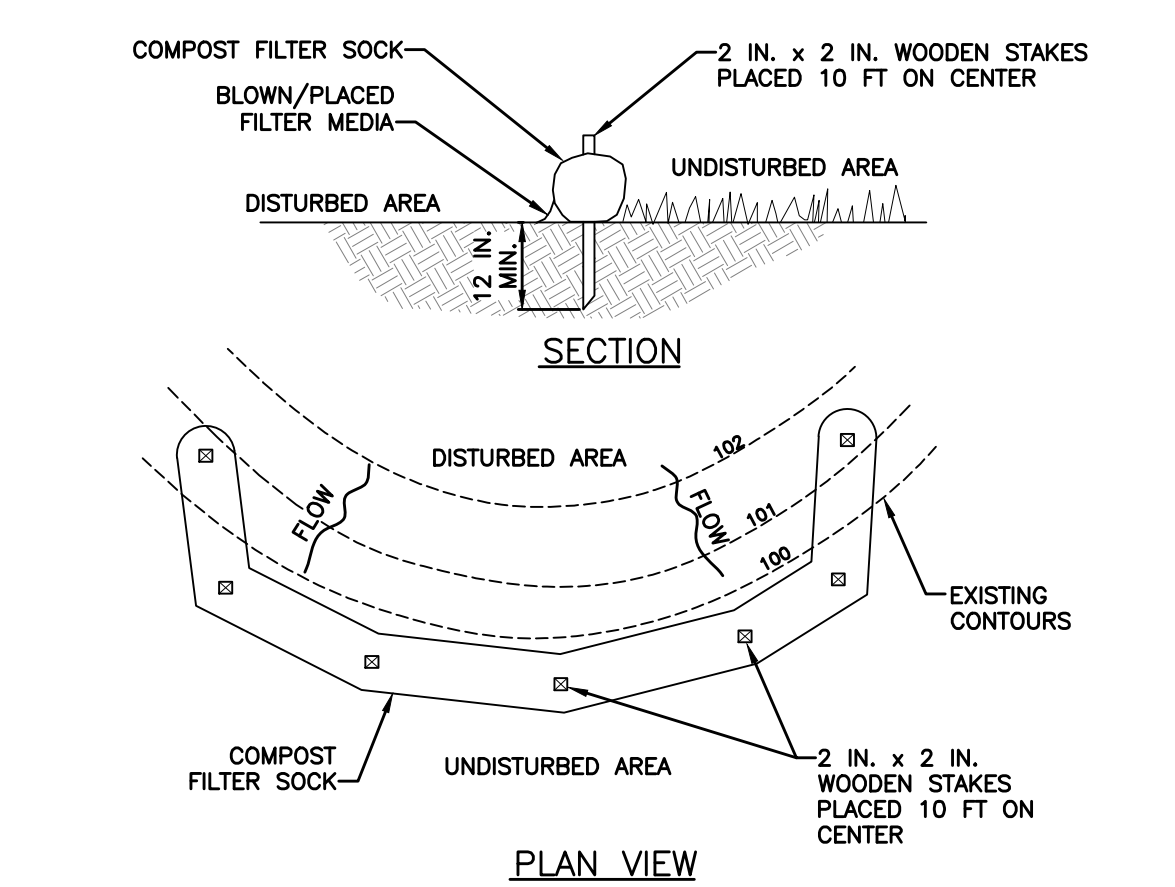 COMPOST FILTER SOCK
2 IN. x 2 IN. WOODEN STAKES
PLACED 10 FT ON CENTER
BLOWN/PLACED
FILTER MEDIA
UNDISTURBED AREA
DISTURBED AREA
12 IN.
MIN.
SECTION
DISTURBED AREA
102
FLOW
FLOW
101
100
EXISTING
CONTOURS
COMPOST
FILTER SOCK
UNDISTURBED AREA
2 IN. x 2 IN.
WOODEN STAKES
PLACED 10 FT ON
CENTER
PLAN VIEW